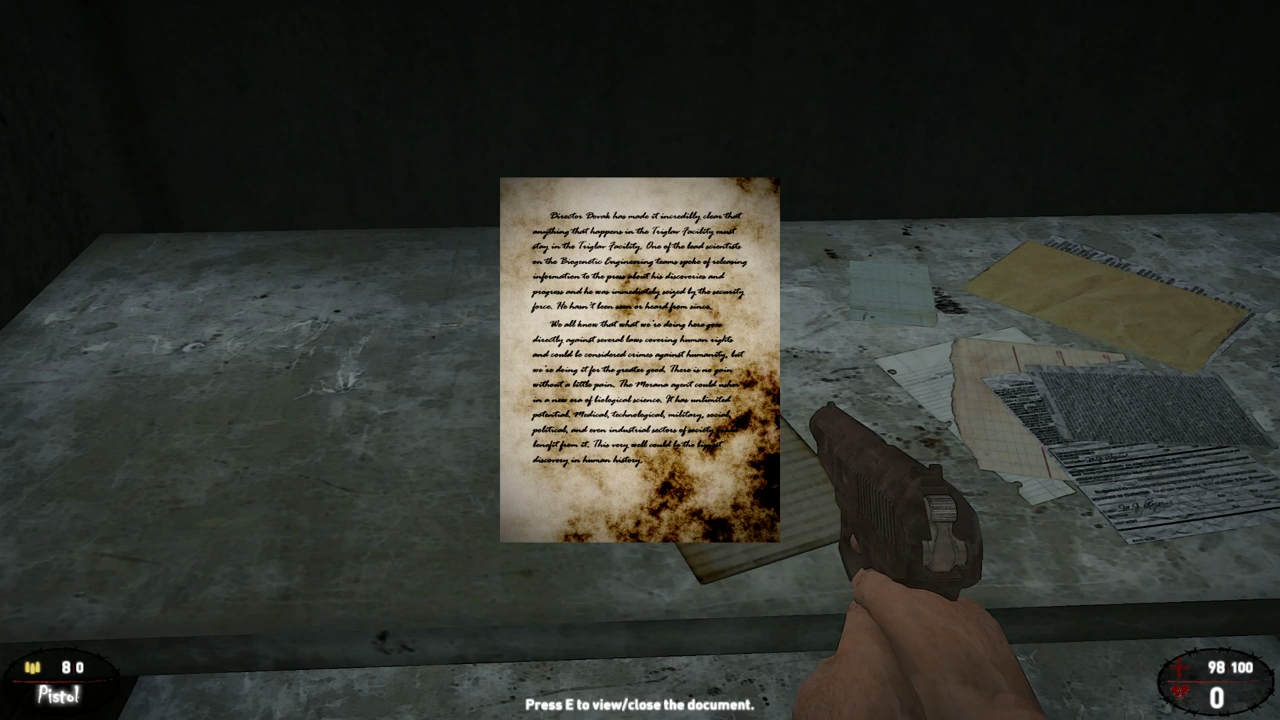 Director Dorak has made it incredilly clear that
anything that happens in the Triglav Facility must
stay in the Triglav Facility. One of the lead scientists
on the Biogenetic Engineering teams spoke of releasing
information to the press about his discoveries and
progress and he was immediately seized by the security
force. He hasn't been seen or heard from since.
We all know that what we're doing here goes
directly against several laws covering human rights
and could be considered crimes against humanity, but
we're doing it for the greater good. There is no gain
without a little pain. The Morana agent could usher
in a new era of biological science. It has unlimited
potential. Medical, technological, military, social,
political, and even industrial sectors of society
benefit from it. This very well could be the biggest
discovery in human history.
8 0
Pistol
98 100
0
Press E to view/close the document.